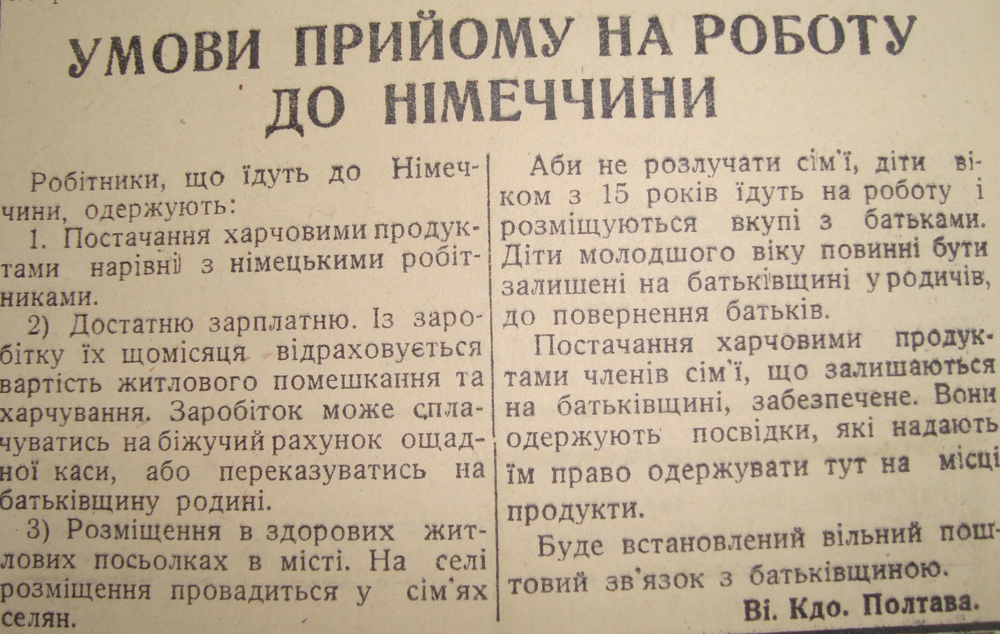 УМОВИ ПРИЙОМУ НА РОБОТУ
ДО НІМЕЧЧИНИ
Робітники, що їдуть до Німеч-
чини, одержують:
1. Постачання харчовими продук-
тами нарівні з німецькими робіт-
никами.
2) Достатню зарплатню. Із заро-
бітку їх щомісяця відраховується
вартість житлового помешкання та
харчування. Заробіток може спла-
чуватись на біжучий рахунок ощад-
ної каси, або переказуватись на
батьківщину родині.
3) Розміщення в здорових жит-
лових посьолках в місті. На селі
розміщення провадиться у сім'ях
селян.
Аби не розлучати сім'ї, діти ві-
ком з 15 років їдуть на роботу і
розміщуються вкупі з батьками.
Діти молодшого віку повинні бути
залишені на батьківщині у родичів,
до повернення батьків.
Постачання харчовими продук-
тами членів сім'ї, що залишаються
на батьківщині, забезпечене. Вони
одержують посвідки, які надають
їм право одержувати тут на місці
продукти.
Буде встановлений вільний пош-
товий зв'язок з батьківщиною.
Ві. Кдо. Полтава.